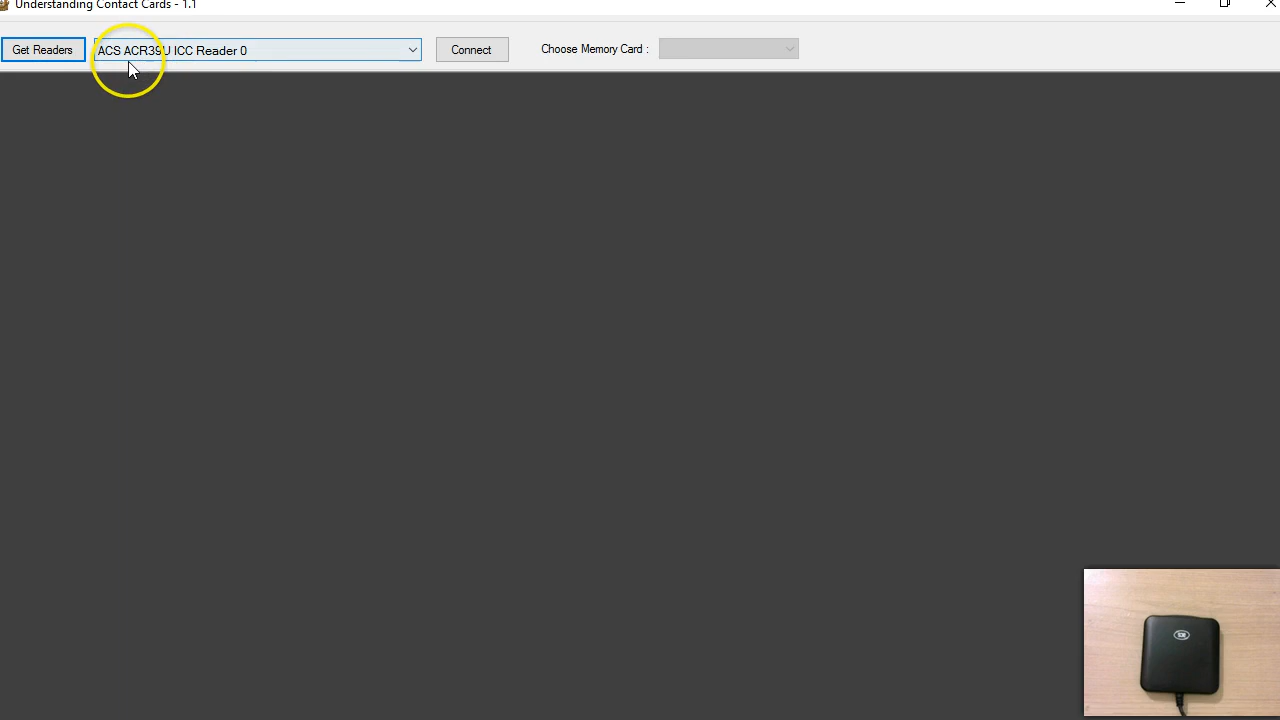 Understanding Contact Cards - 1.1
Get Readers
ACS ACR39U ICC Reader 0
Connect
Choose Memory Card :